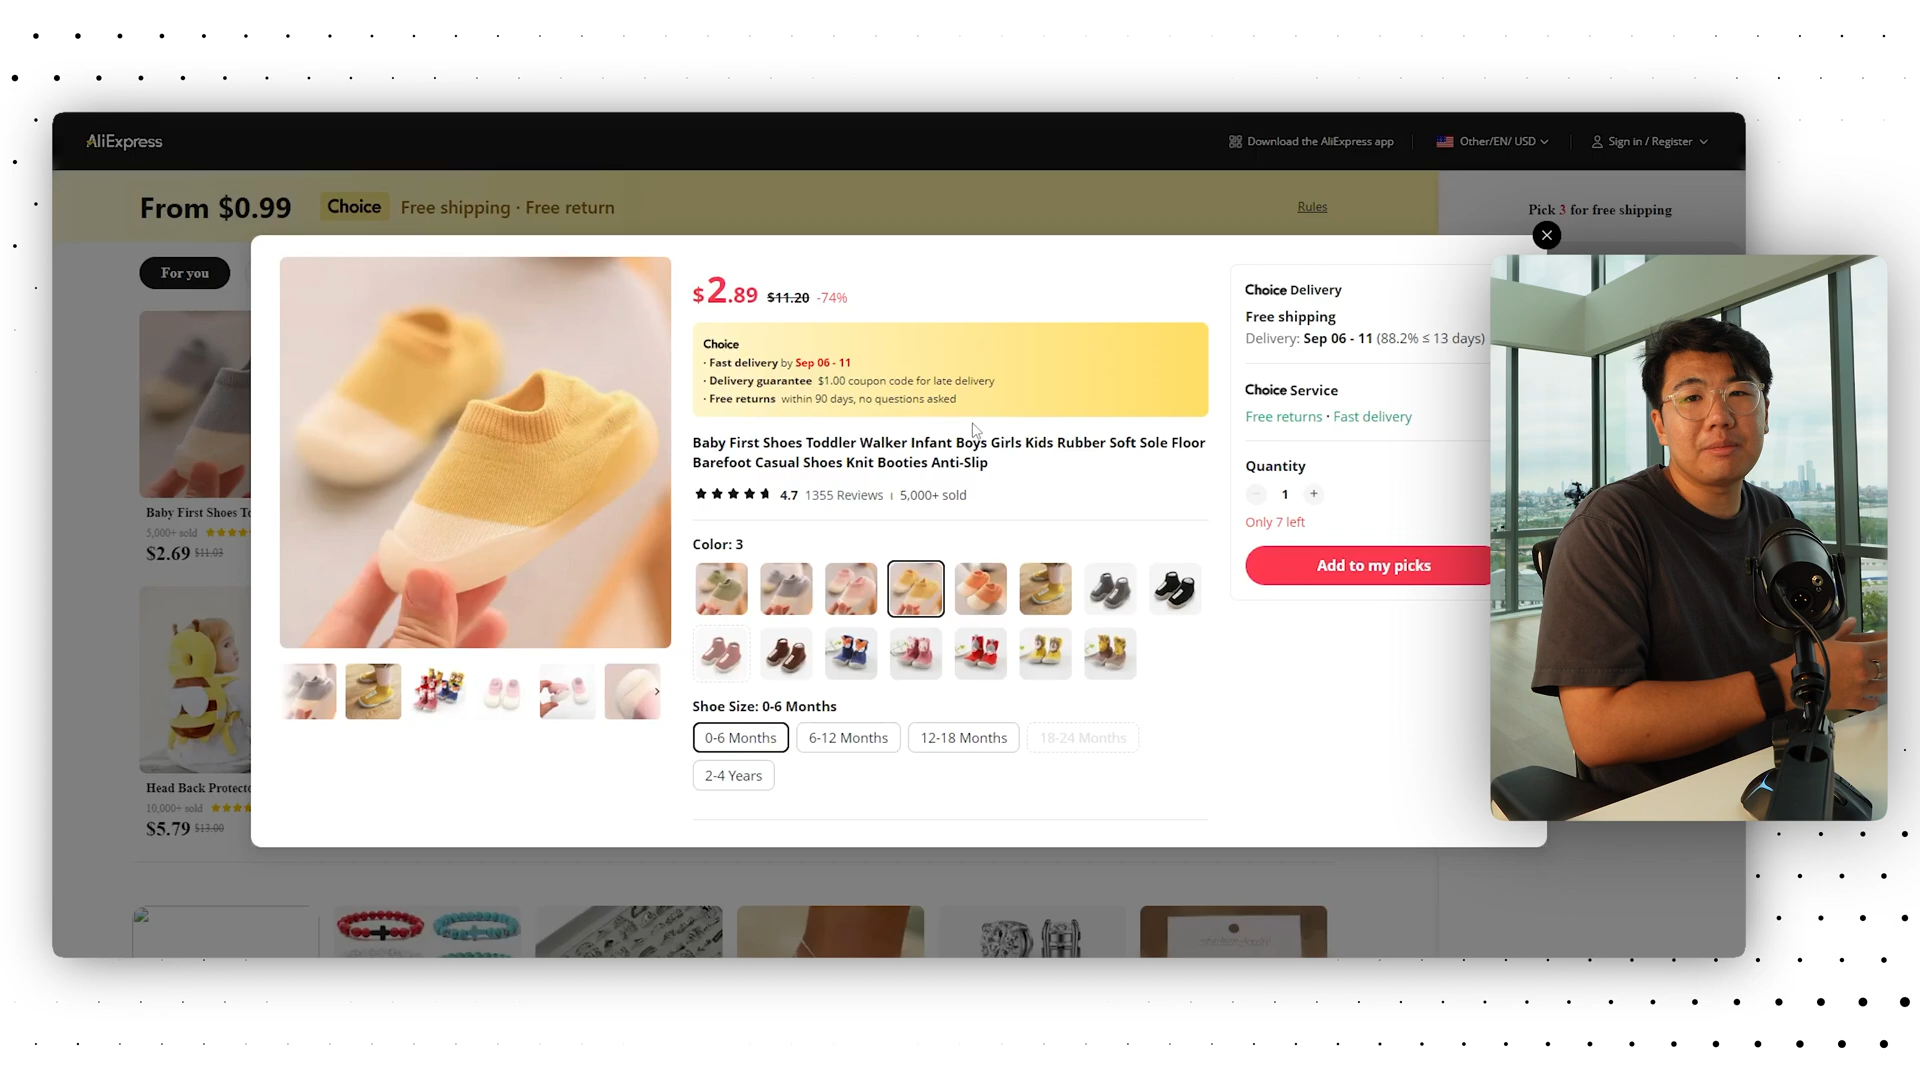 AliExpress
Download the AliExpress app
Other/EN/ USD
Sign in / Register
From $0.99
Choice
Free shipping · Free return
Rules
Pick 3 for free shipping
For you
Baby First Shoes To
5,000+ sold
$2.69 $11.03
Head Back Protecto
10,000+ sold
$5.79 $13.00
$2.89 $11.20 -74%
Choice
· Fast delivery by Sep 06 - 11
· Delivery guarantee $1.00 coupon code for late delivery
· Free returns within 90 days, no questions asked
Baby First Shoes Toddler Walker Infant Boys Girls Kids Rubber Soft Sole Floor
Barefoot Casual Shoes Knit Booties Anti-Slip
4.7 1355 Reviews 5,000+ sold
Color: 3
Shoe Size: 0-6 Months
0-6 Months
6-12 Months
12-18 Months
18-24 Months
2-4 Years
Choice Delivery
Free shipping
Delivery: Sep 06 - 11 (88.2% ≤ 13 days)
Choice Service
Free returns · Fast delivery
Quantity
1
Only 7 left
Add to my picks